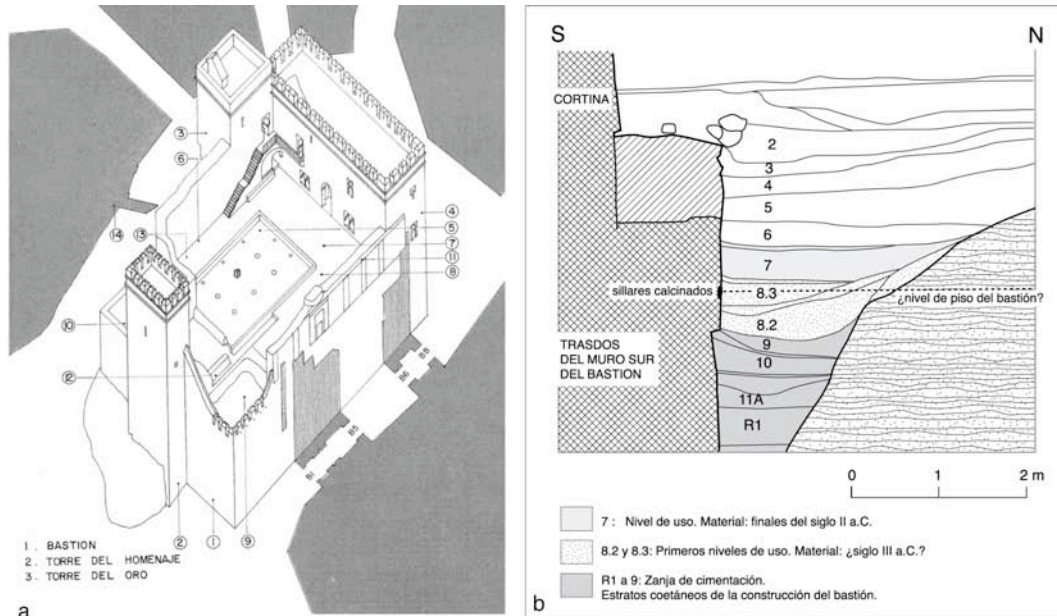 3
6
14
13
4
5
7
11
8
10
12
B8
B6
B5
B1
2
1
9
1 . BASTION
2 . TORRE DEL HOMENAJE
3 . TORRE DEL ORO
a
S
N
CORTINA
2
3
4
5
6
7
sillares calcinados
8.3
¿nivel de piso del bastión?
8.2
TRASDOS
DEL MURO SUR
DEL BASTION
9
10
11A
R1
0 1 2 m
7 : Nivel de uso. Material: finales del siglo II a.C.
8.2 y 8.3: Primeros niveles de uso. Material: ¿siglo III a.C.?
R1 a 9: Zanja de cimentación.
Estratos coetáneos de la construcción del bastión.
b